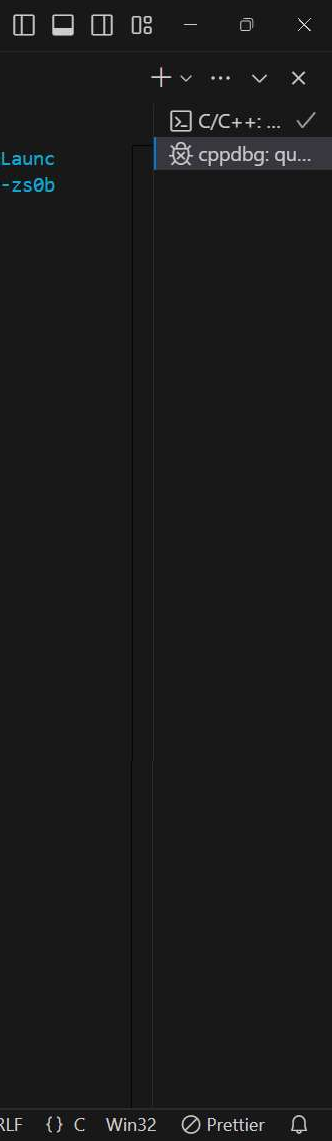 C/C++: ...
Launc
cppdbg: qu...
-zs0b
RLF {} C Win32 Prettier